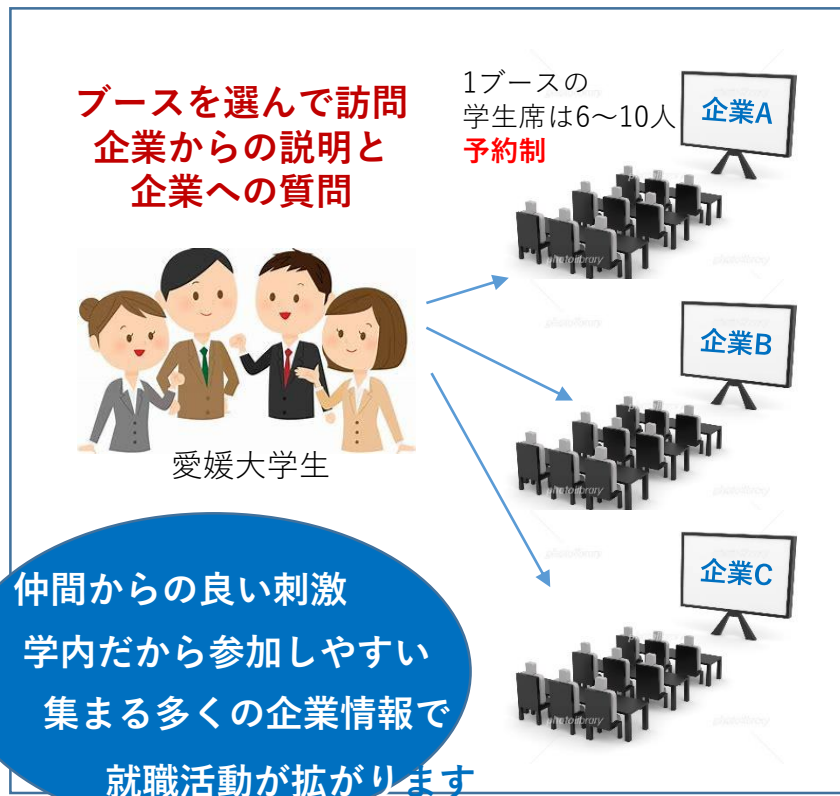 ブースを選んで訪問
企業からの説明と
企業への質問
1ブースの
学生席は6～10人
予約制
企業A
photolibrary
企業B
photolibrary
企業C
photolibrary
愛媛大学生
仲間からの良い刺激
学内だから参加しやすい
集まる多くの企業情報で
就職活動が拡がります